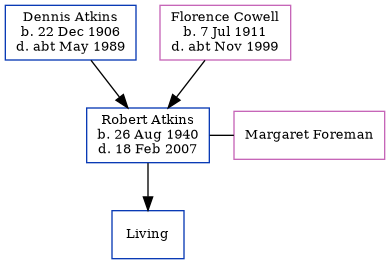 Dennis Atkins
b. 22 Dec 1906
d. abt May 1989
Florence Cowell
b. 7 Jul 1911
d. abt Nov 1999
Robert Atkins
b. 26 Aug 1940
d. 18 Feb 2007
Margaret Foreman
Living